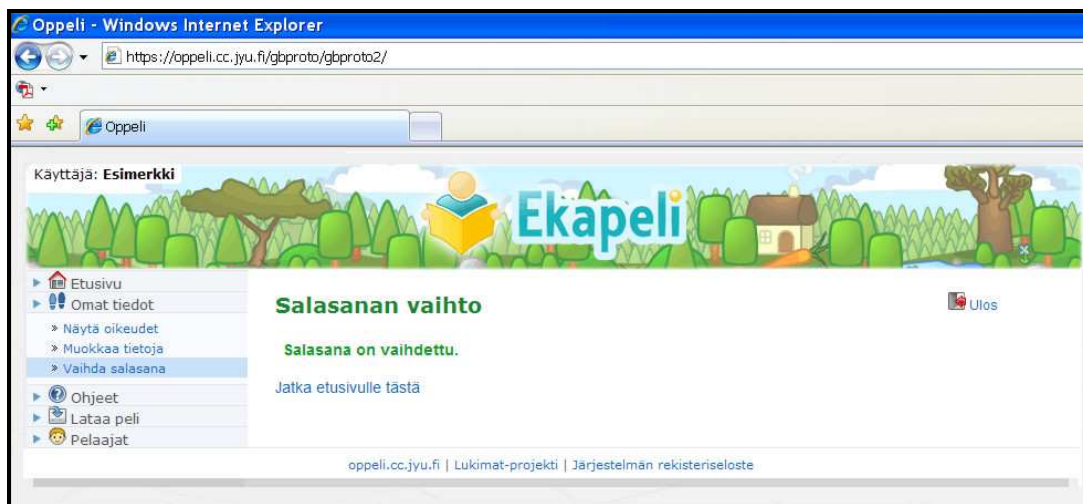 Oppeli - Windows Internet Explorer
https://oppeli.cc.jyu.fi/gbproto/gbproto2/
Oppeli
Käyttäjä: Esimerkki
Ekapeli
Etusivu
Omat tiedot
» Näytä oikeudet
» Muokkaa tietoja
» Vaihda salasana
Ohjeet
Lataa peli
Pelaajat
Salasanan vaihto
Ulos
Salasana on vaihdettu.
Jatka etusivulle tästä
oppeli.cc.jyu.fi | Lukimat-projekti | Järjestelmän rekisteriseloste